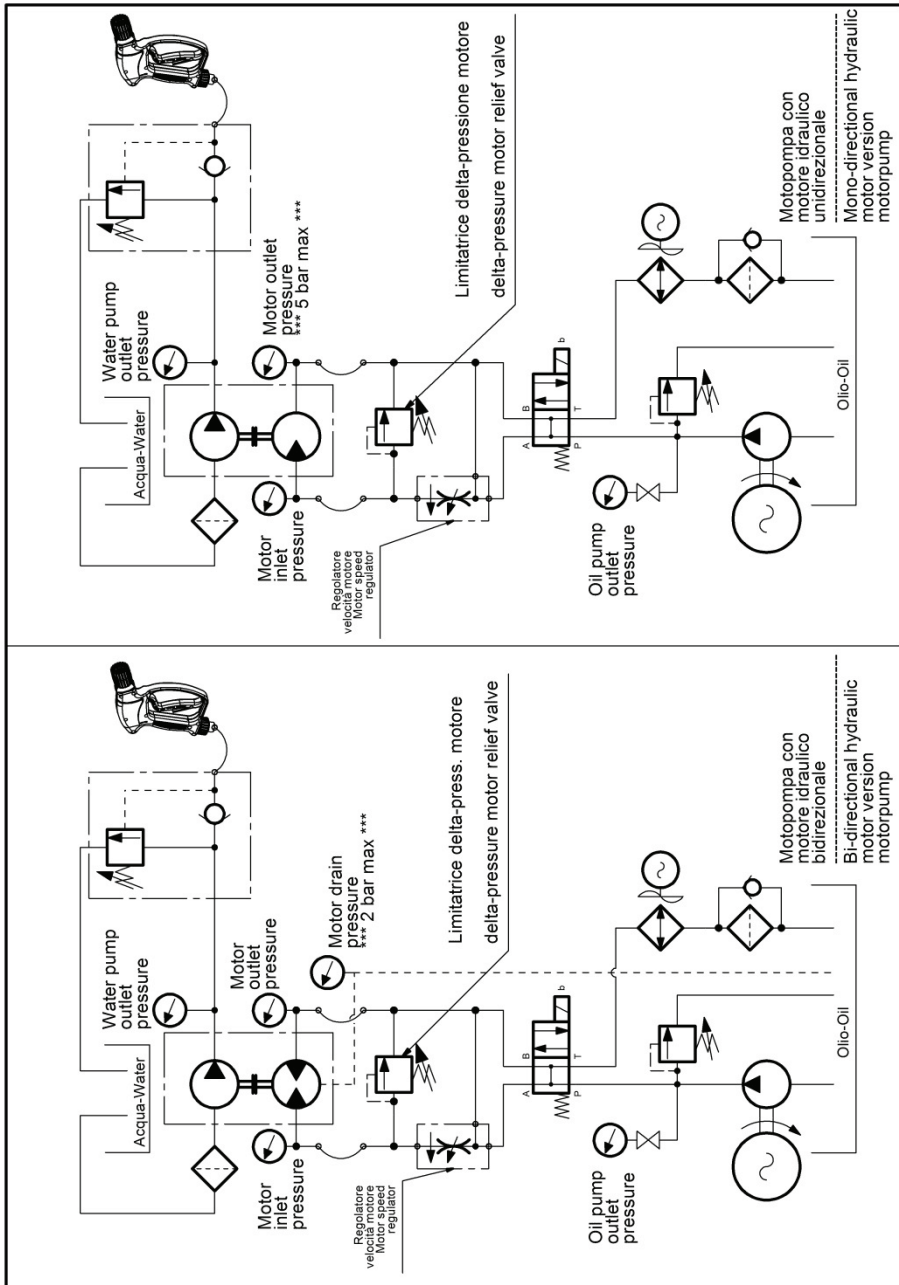 Acqua-Water
Water pump
outlet
pressure
Motor inlet
pressure
Motor
outlet
pressure
Motor drain
pressure
*** 2 bar max ***
Regolatore
velocità motore
Motor speed
regulator
Limitatrice delta-press. motore
delta-pressure motor relief valve
A
B
P
T
b
Oil pump
outlet
pressure
Olio-Oil
Motopompa con
motore idraulico
bidirezionale
Bi-directional hydraulic
motor version
motorpump
Acqua-Water
Water pump
outlet
pressure
Motor
inlet
pressure
Motor outlet
pressure
*** 5 bar max ***
Regolatore
velocità motore
Motor speed
regulator
Limitatrice delta-pressione motore
delta-pressure motor relief valve
A
B
P
T
b
Oil pump
outlet
pressure
Olio-Oil
Motopompa con
motore idraulico
unidirezionale
Mono-directional hydraulic
motor version
motorpump